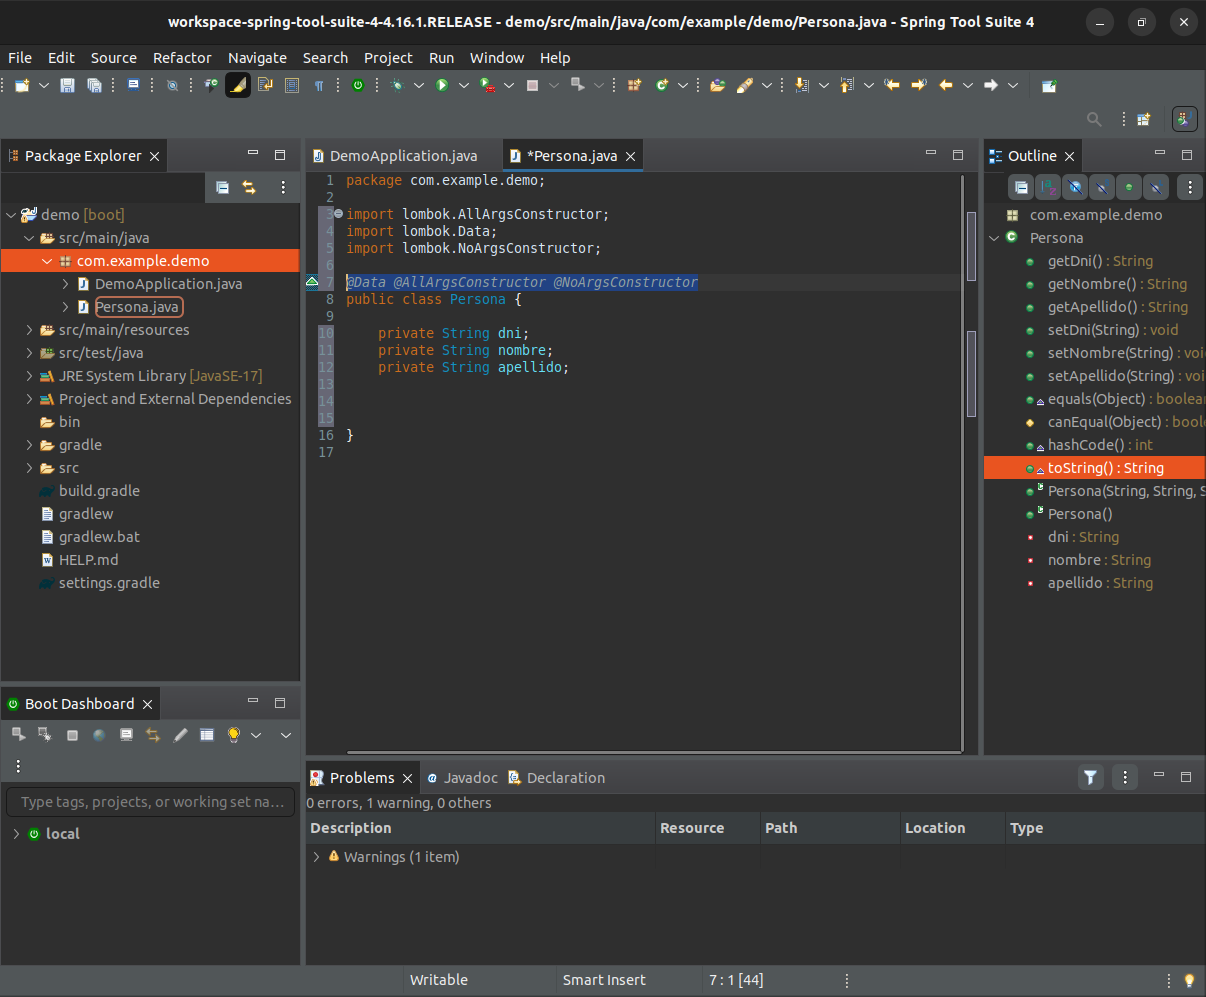 workspace-spring-tool-suite-4-4.16.1.RELEASE - demo/src/main/java/com/example/demo/Persona.java - Spring Tool Suite 4
File Edit Source Refactor Navigate Search Project Run Window Help
Package Explorer
demo [boot]
src/main/java
com.example.demo
DemoApplication.java
Persona.java
src/main/resources
src/test/java
JRE System Library [JavaSE-17]
Project and External Dependencies
bin
gradle
src
build.gradle
gradlew
gradlew.bat
HELP.md
settings.gradle
Boot Dashboard
Type tags, projects, or working set na...
local
DemoApplication.java
*Persona.java
1 package com.example.demo;
2
3 import lombok.AllArgsConstructor;
4 import lombok.Data;
5 import lombok.NoArgsConstructor;
6
7 @Data @AllArgsConstructor @NoArgsConstructor
8 public class Persona {
9
10 private String dni;
11 private String nombre;
12 private String apellido;
13
14
15
16 }
17
Outline
com.example.demo
Persona
getDni() : String
getNombre() : String
getApellido() : String
setDni(String) : void
setNombre(String) : voi
setApellido(String) : voi
equals(Object) : boolean
canEqual(Object) : bool
hashCode() : int
toString() : String
Persona(String, String, S
Persona()
dni : String
nombre : String
apellido : String
Problems
Javadoc
Declaration
0 errors, 1 warning, 0 others
Description Resource Path Location Type
Warnings (1 item)
Writable Smart Insert 7 : 1 [44]